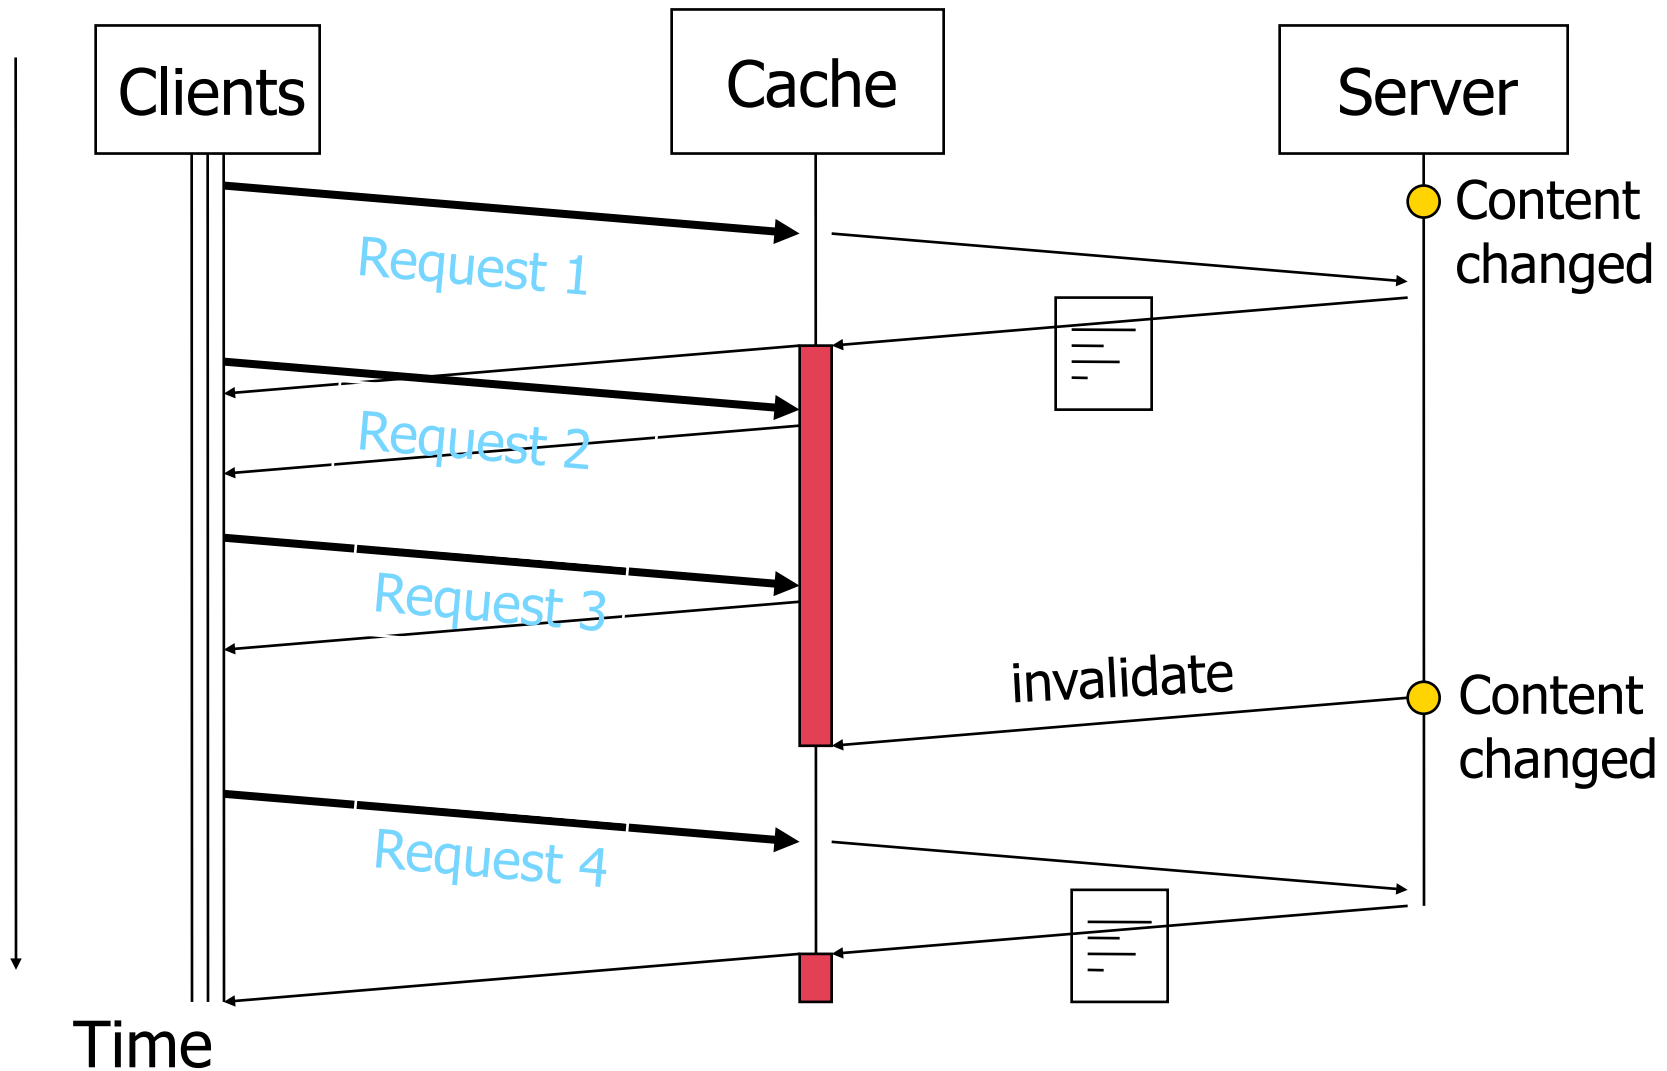 Clients
Cache
Server
Content
changed
Request 1
Request 2
Request 3
invalidate
Content
changed
Request 4
Time